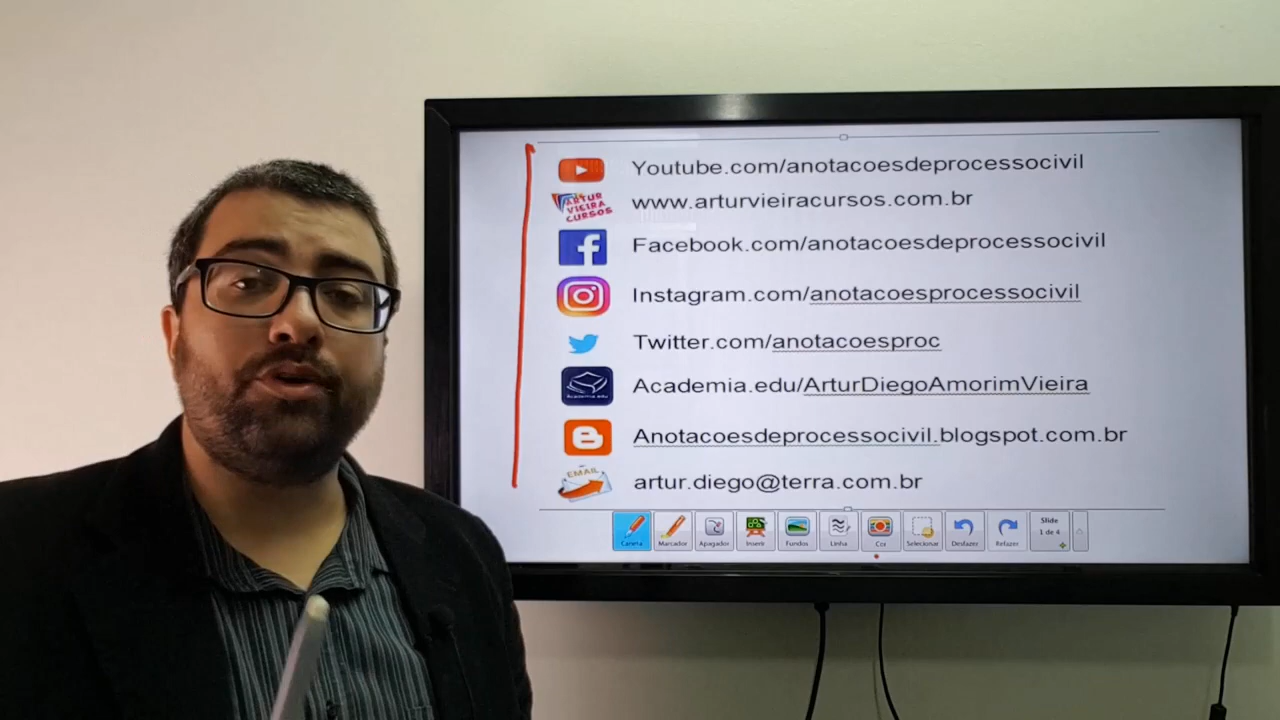 Youtube.com/anotacoesdeprocessocivil
ARTUR VIEIRA CURSOS
www.arturvieiracursos.com.br
Facebook.com/anotacoesdeprocessocivil
Instagram.com/anotacoesprocessocivil
Twitter.com/anotacoesproc
Academia.edu
Academia.edu/ArturDiegoAmorimVieira
Anotacoesdeprocessocivil.blogspot.com.br
EMAIL
artur.diego@terra.com.br
Caneta Marcador Apagador Inserir Fundos Linha Cor Selecionar Desfazer Refazer Slide 1 de 4